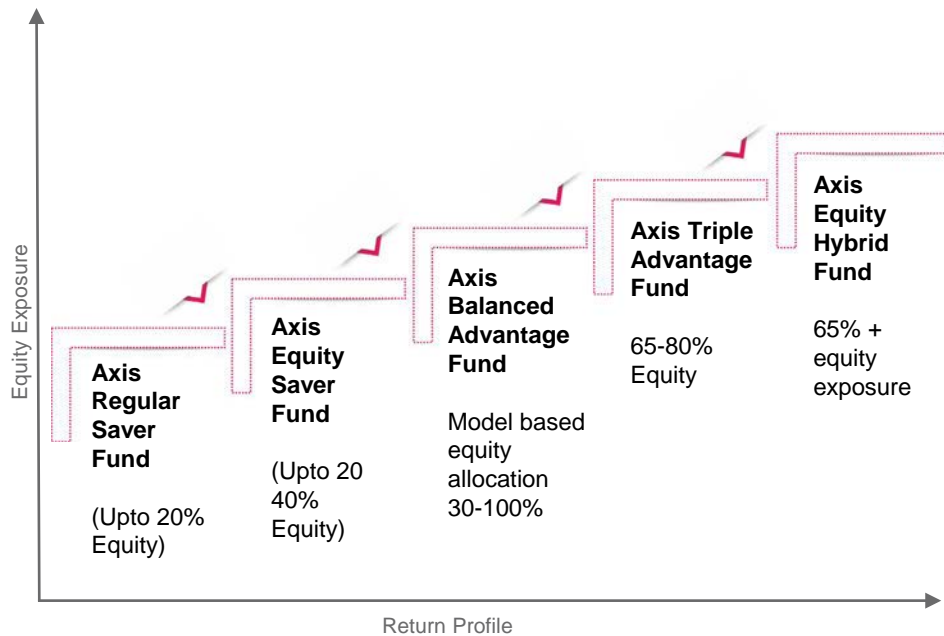 Equity Exposure
Axis
Regular
Saver
Fund
(Upto 20%
Equity)
Axis
Equity
Saver
Fund
(Upto 20
40%
Equity)
Axis
Balanced
Advantage
Fund
Model based
equity
allocation
30-100%
Axis Triple
Advantage
Fund
65-80%
Equity
Axis
Equity
Hybrid
Fund
65% +
equity
exposure
Return Profile